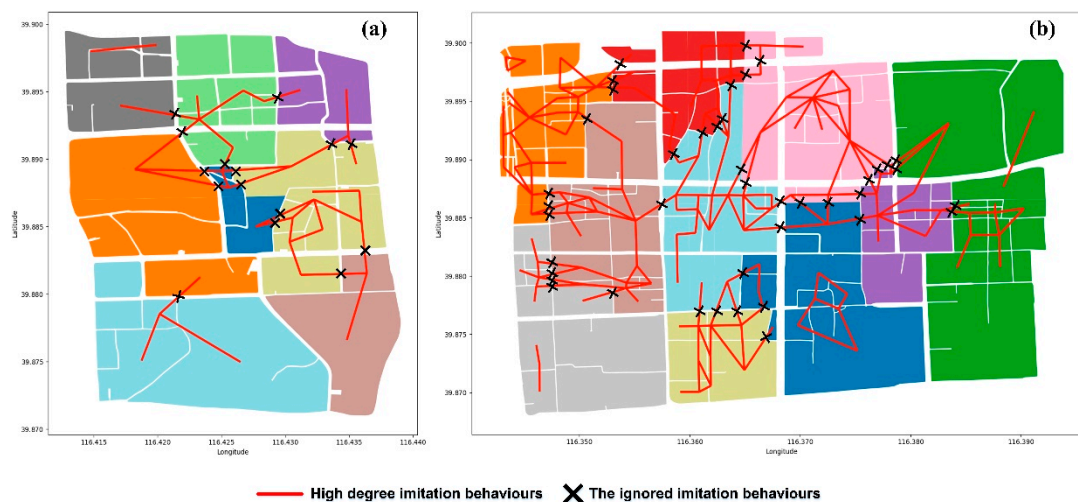 (a)
39.900
39.895
39.890
39.885
39.880
39.875
39.870
Latitude
116.415 116.420 116.425 116.430 116.435 116.440
Longitude
(b)
39.900
39.895
39.890
39.885
39.880
39.875
39.870
Latitude
116.350 116.360 116.370 116.380 116.390
Longitude
High degree imitation behaviours The ignored imitation behaviours